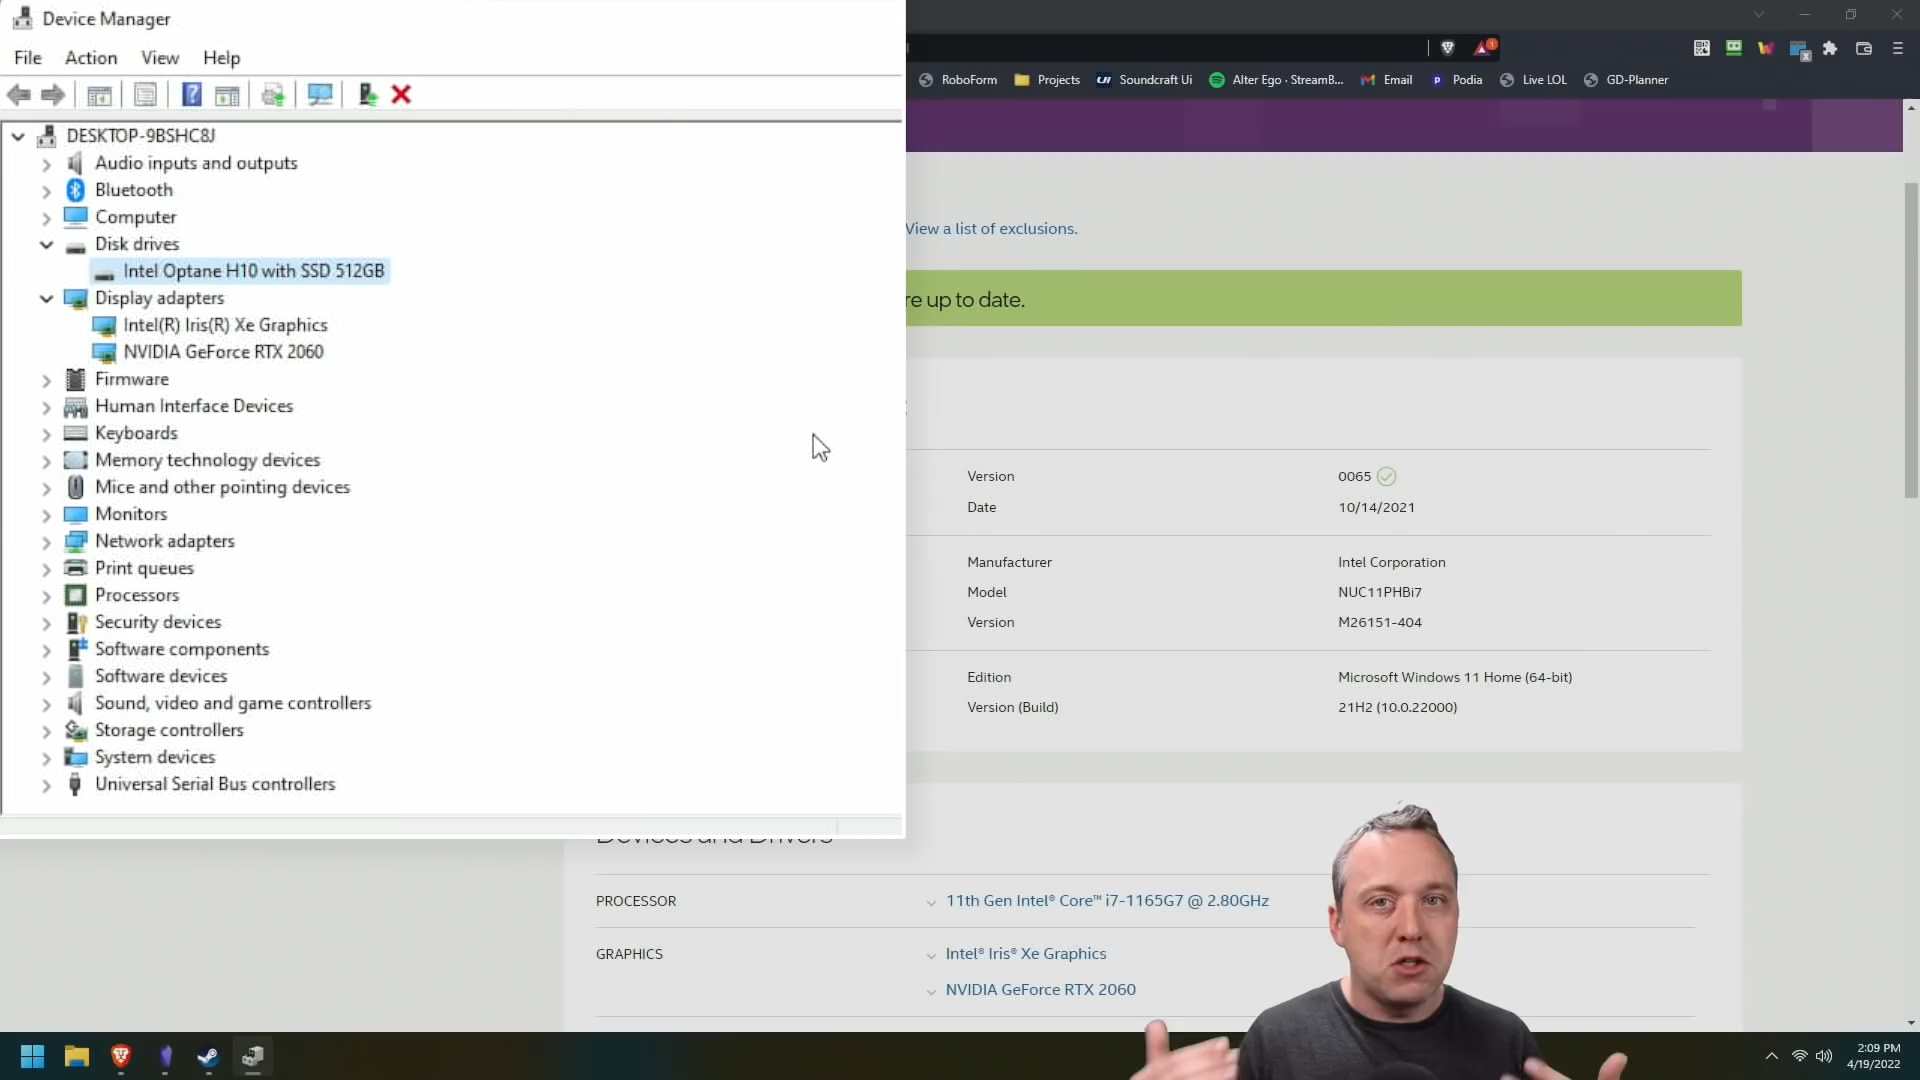 Device Manager
File Action View Help
DESKTOP-9BSHC8J
Audio inputs and outputs
Bluetooth
Computer
Disk drives
Intel Optane H10 with SSD 512GB
Display adapters
Intel(R) Iris(R) Xe Graphics
NVIDIA GeForce RTX 2060
Firmware
Human Interface Devices
Keyboards
Memory technology devices
Mice and other pointing devices
Monitors
Network adapters
Print queues
Processors
Security devices
Software components
Software devices
Sound, video and game controllers
Storage controllers
System devices
Universal Serial Bus controllers
RoboForm Projects Soundcraft Ui Alter Ego · StreamB... Email Podia Live LOL GD-Planner
View a list of exclusions.
re up to date.
Version 0065
Date 10/14/2021
Manufacturer Intel Corporation
Model NUC11PHBi7
Version M26151-404
Edition Microsoft Windows 11 Home (64-bit)
Version (Build) 21H2 (10.0.22000)
Devices and Drivers
PROCESSOR 11th Gen Intel® Core™ i7-1165G7 @ 2.80GHz
GRAPHICS Intel® Iris® Xe Graphics
NVIDIA GeForce RTX 2060
2:09 PM
4/19/2022